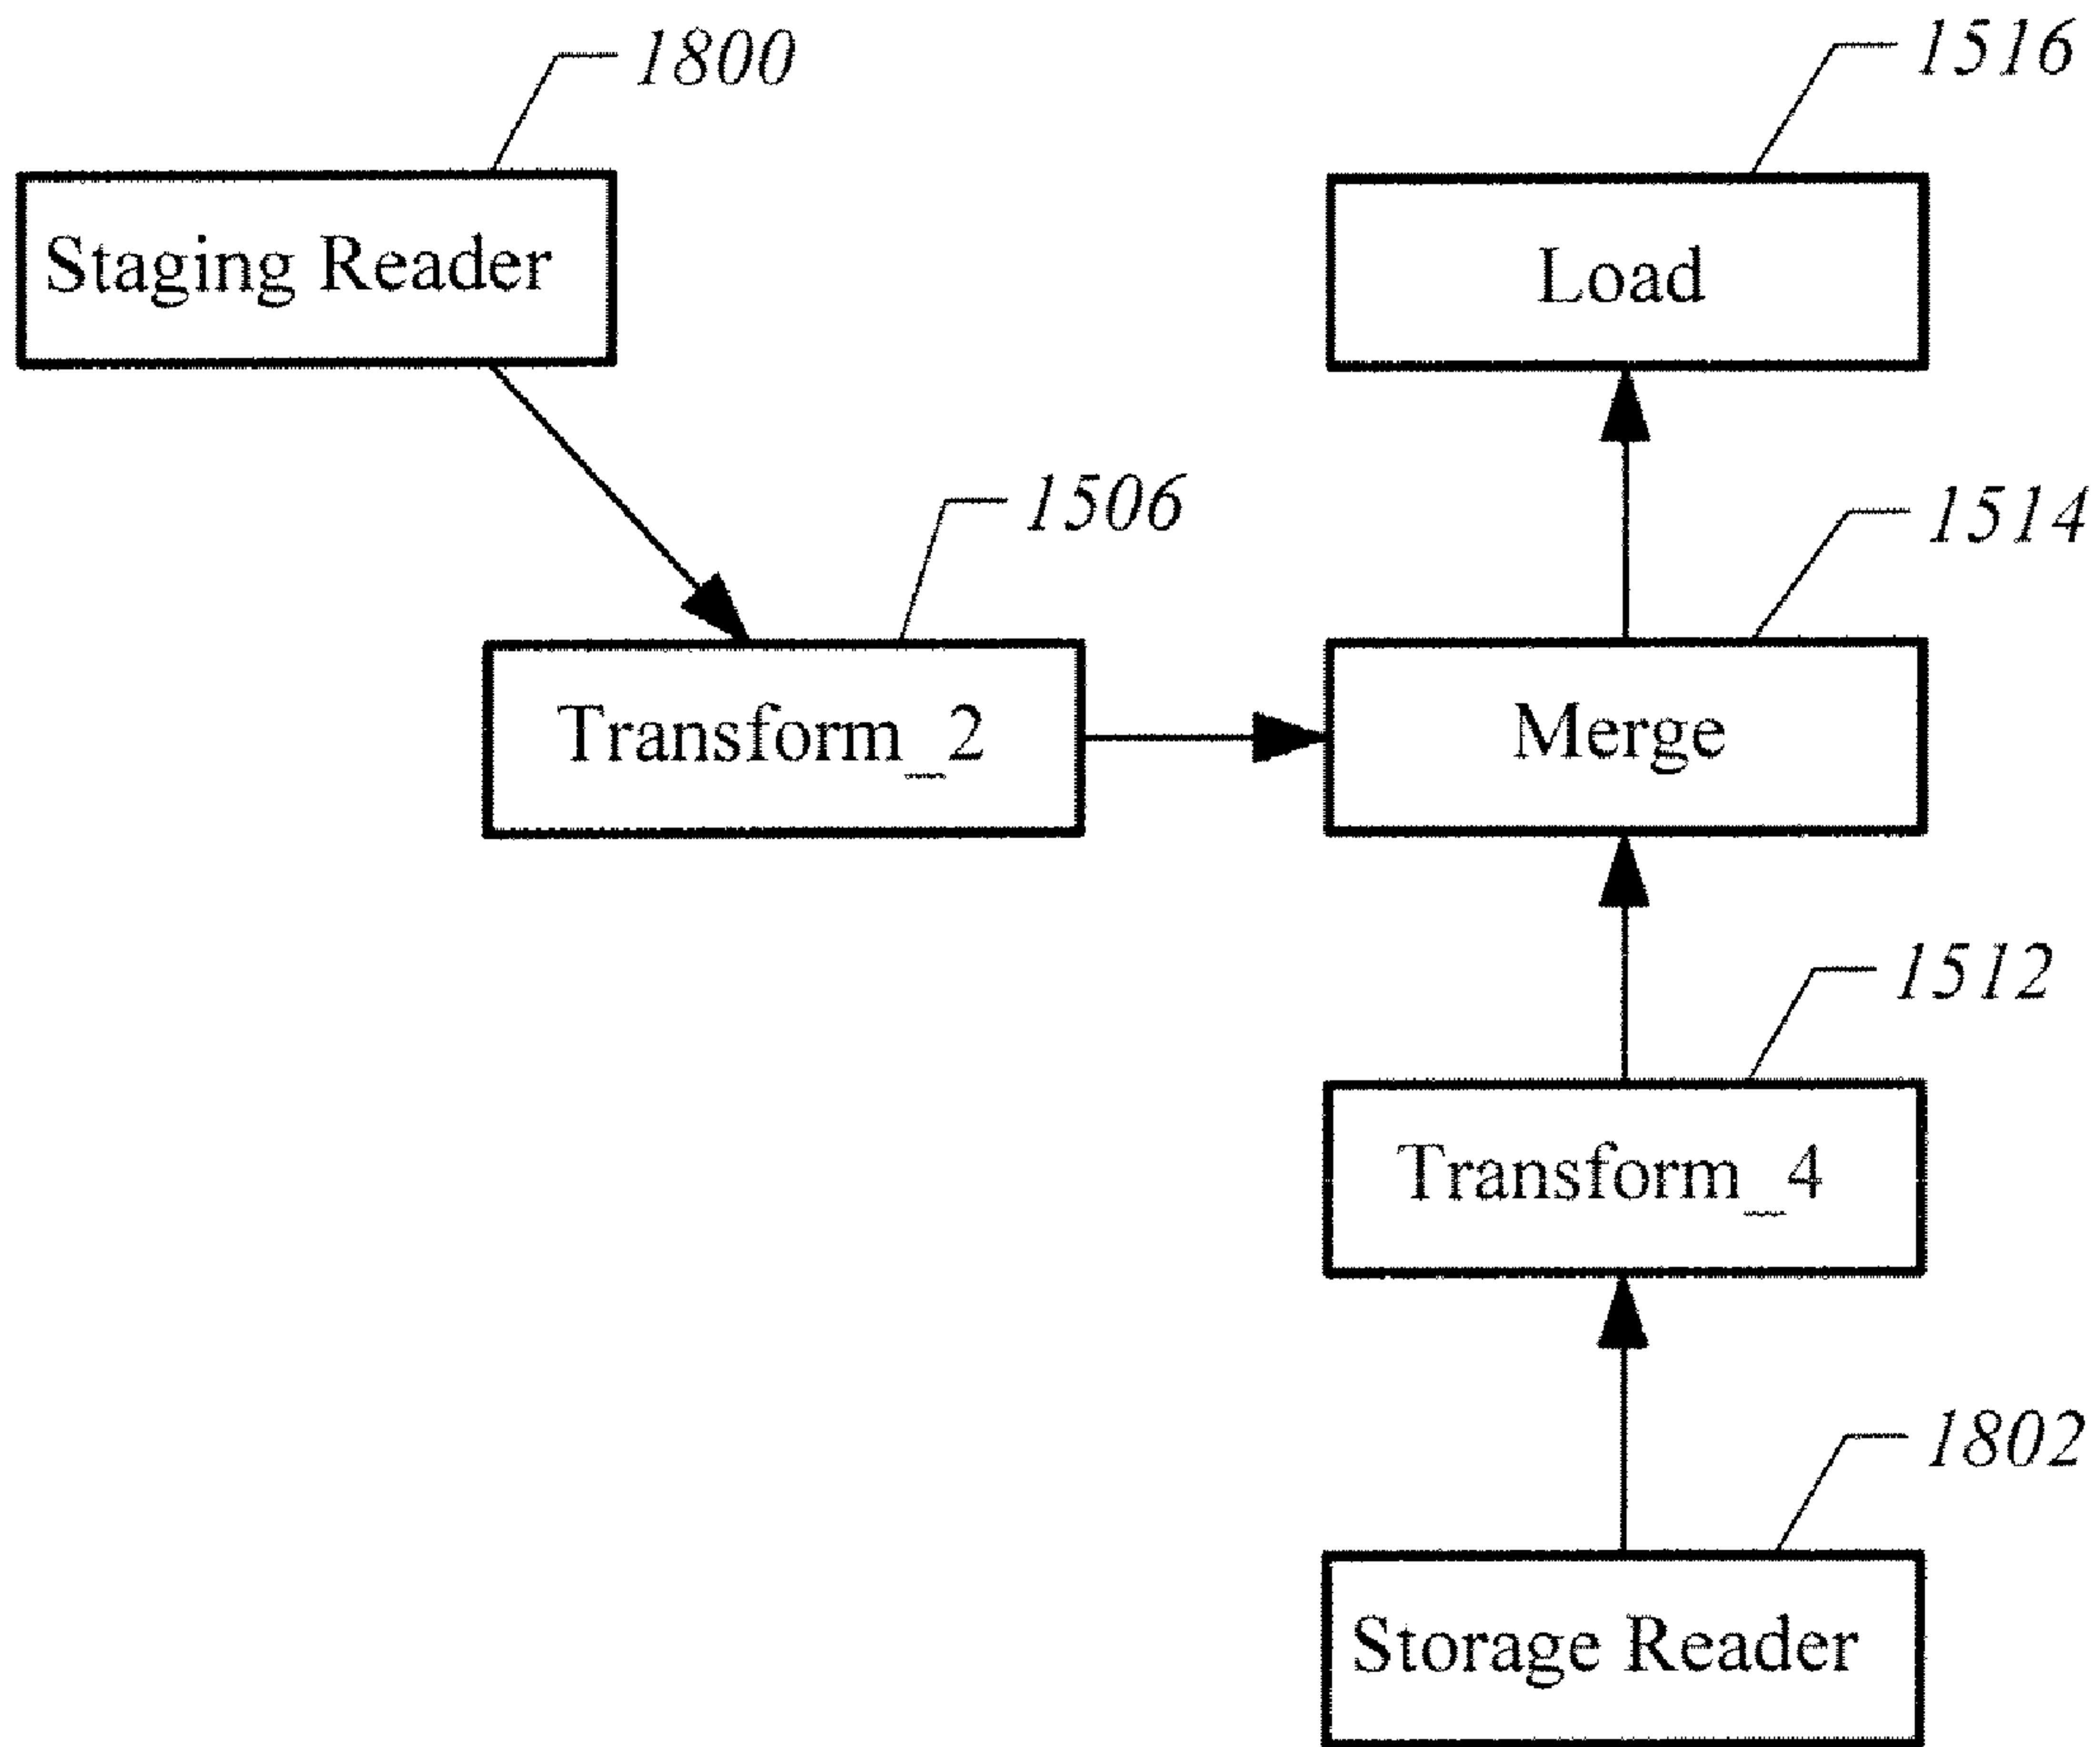 1800
1516
Staging Reader
Load
1506
1514
Transform_2
Merge
1512
Transform_4
1802
Storage Reader